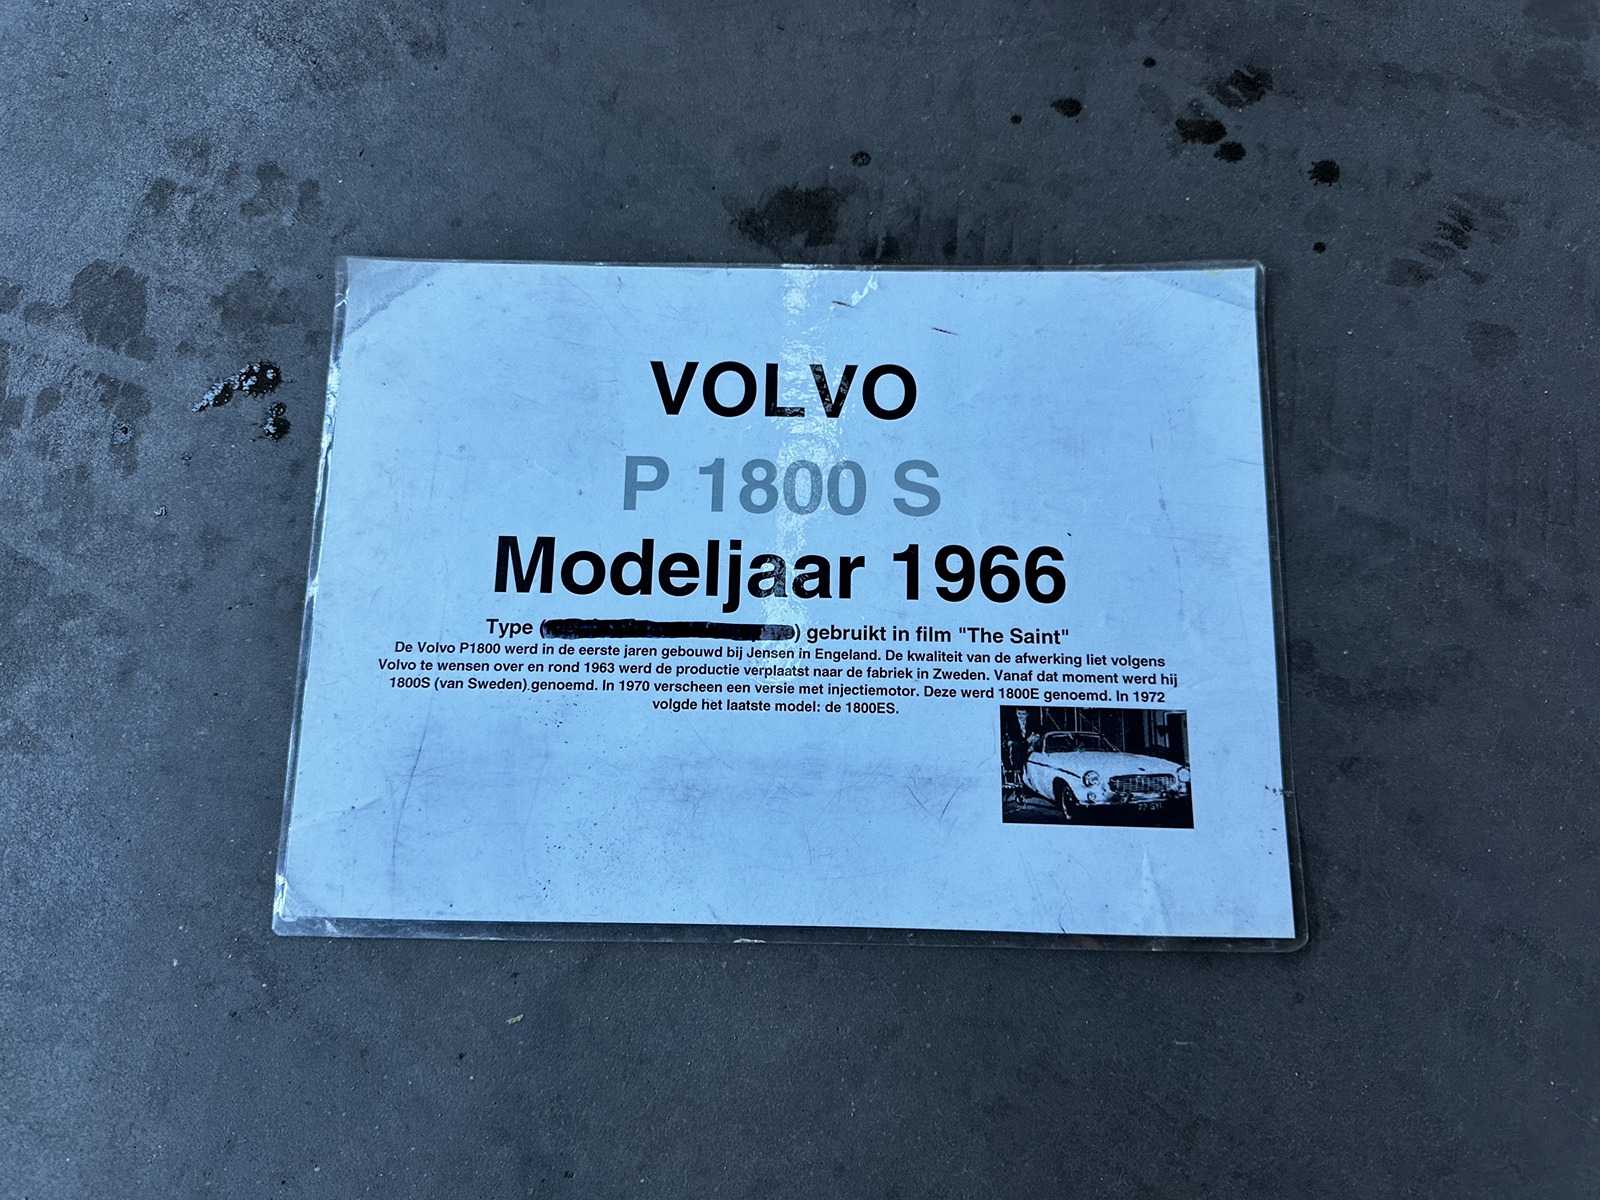 VOLVO
P 1800 S
Modeljaar 1966
Type () gebruikt in film "The Saint"
De Volvo P1800 werd in de eerste jaren gebouwd bij Jensen in Engeland. De kwaliteit van de afwerking liet volgens
Volvo te wensen over en rond 1963 werd de productie verplaatst naar de fabriek in Zweden. Vanaf dat moment werd hij
1800S (van Sweden) genoemd. In 1970 verscheen een versie met injectiemotor. Deze werd 1800E genoemd. In 1972
volgde het laatste model: de 1800ES.